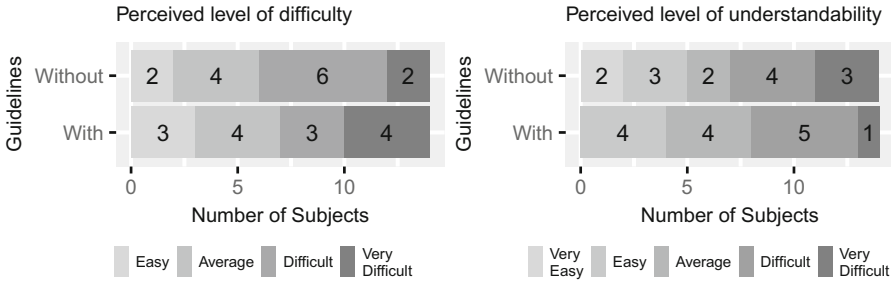 Perceived level of difficulty
Guidelines
Without
2 4 6 2
With
3 4 3 4
0 5 10
Number of Subjects
Easy Average Difficult Very Difficult
Perceived level of understandability
Guidelines
Without
2 3 2 4 3
With
4 4 5 1
0 5 10
Number of Subjects
Very Easy Easy Average Difficult Very Difficult